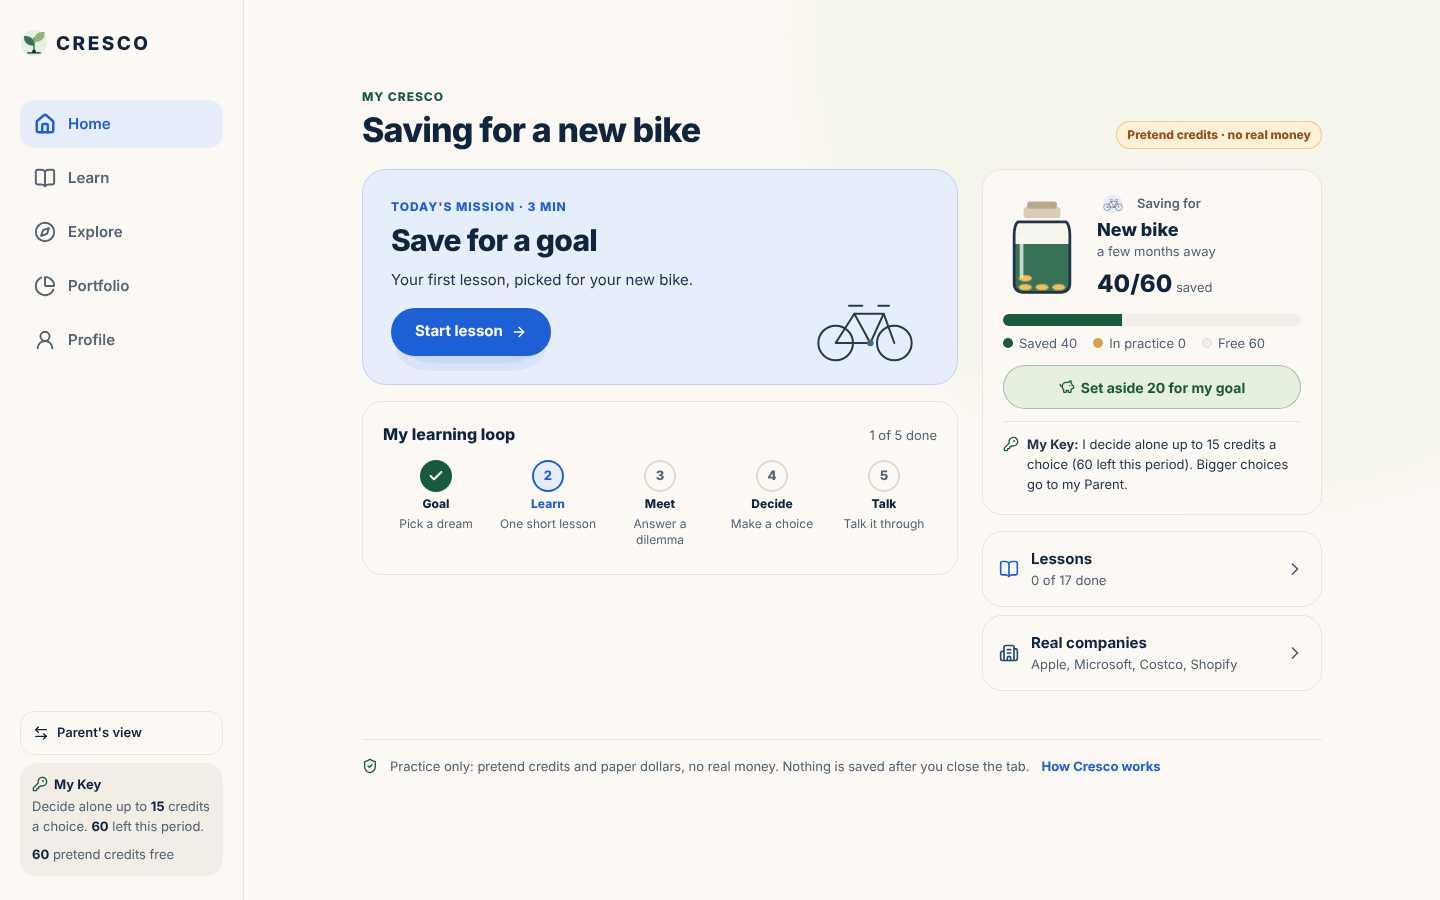 CRESCO
Home
Learn
Explore
Portfolio
Profile
Parent's view
My Key
Decide alone up to 15 credits
a choice. 60 left this period.
60 pretend credits free
MY CRESCO
Saving for a new bike
Pretend credits · no real money
TODAY'S MISSION · 3 MIN
Save for a goal
Your first lesson, picked for your new bike.
Start lesson
My learning loop
1 of 5 done
2
3
4
5
Goal
Learn
Meet
Decide
Talk
Pick a dream
One short lesson
Answer a
dilemma
Make a choice
Talk it through
Saving for
New bike
a few months away
40/60 saved
Saved 40
In practice 0
Free 60
Set aside 20 for my goal
My Key: I decide alone up to 15 credits a
choice (60 left this period). Bigger choices
go to my Parent.
Lessons
0 of 17 done
Real companies
Apple, Microsoft, Costco, Shopify
Practice only: pretend credits and paper dollars, no real money. Nothing is saved after you close the tab. How Cresco works